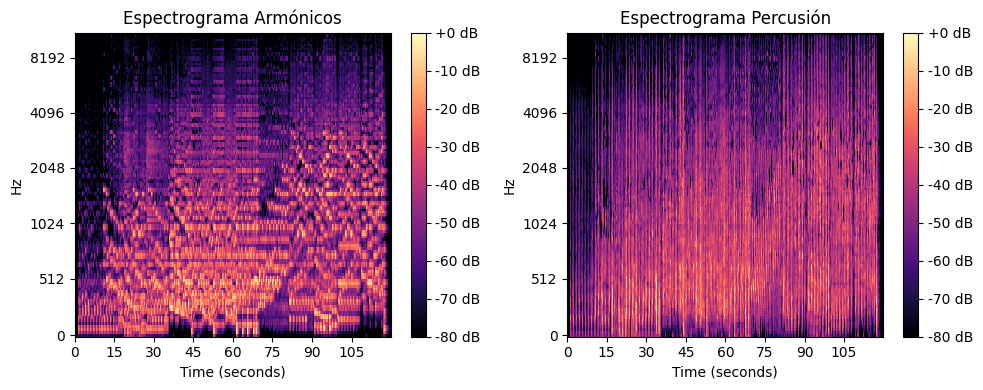 Espectrograma Armónicos
8192
4096
2048
1024
512
0
Hz
0 15 30 45 60 75 90 105
Time (seconds)
+0 dB
-10 dB
-20 dB
-30 dB
-40 dB
-50 dB
-60 dB
-70 dB
-80 dB
Espectrograma Percusión
8192
4096
2048
1024
512
0
Hz
0 15 30 45 60 75 90 105
Time (seconds)
+0 dB
-10 dB
-20 dB
-30 dB
-40 dB
-50 dB
-60 dB
-70 dB
-80 dB